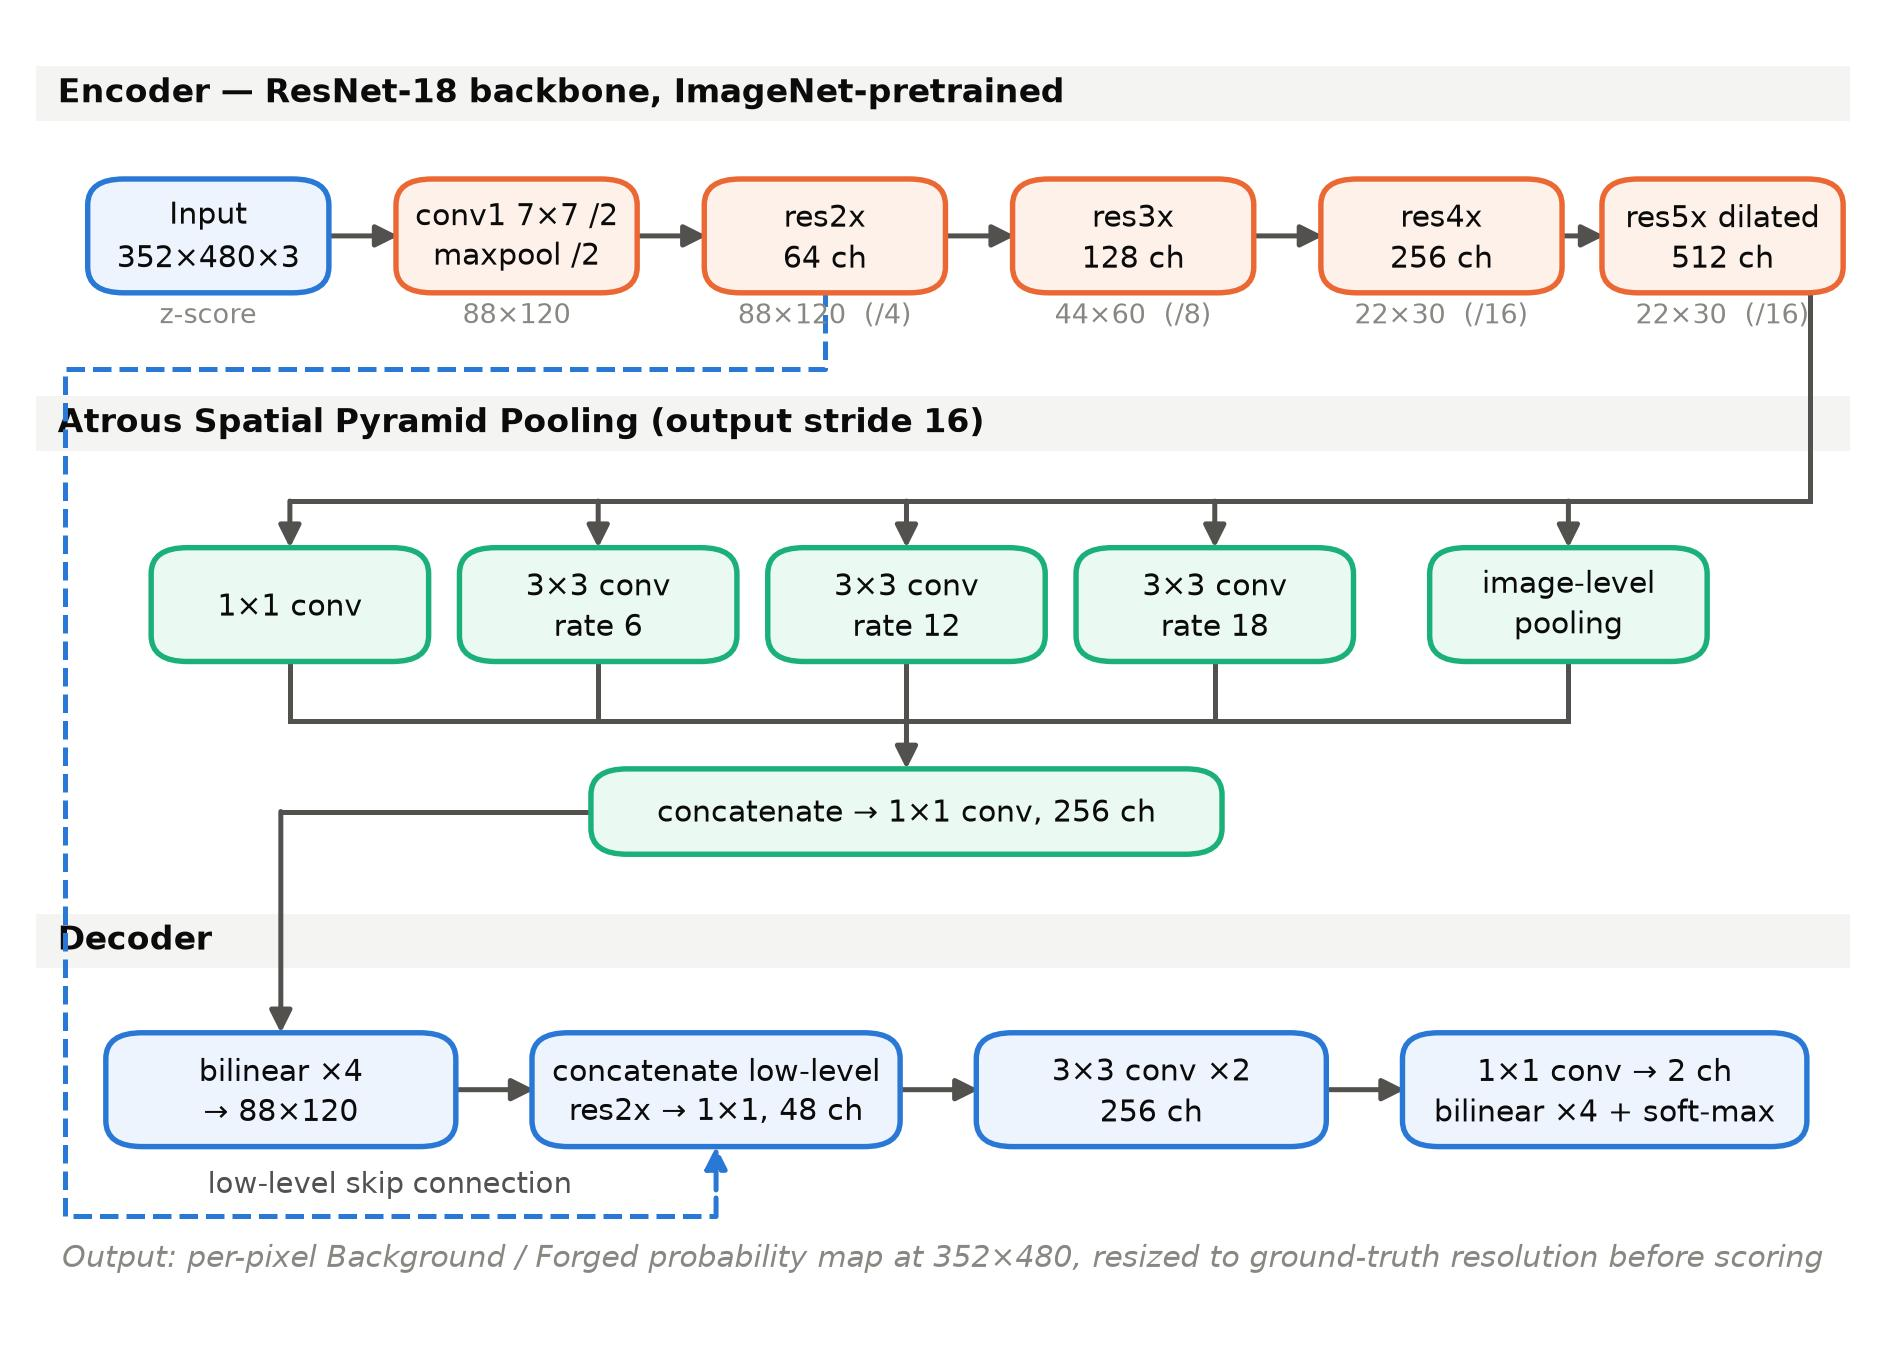 Encoder — ResNet-18 backbone, ImageNet-pretrained
Input
352×480×3
z-score
conv1 7×7 /2
maxpool /2
88×120
res2x
64 ch
88×120 (/4)
res3x
128 ch
44×60 (/8)
res4x
256 ch
22×30 (/16)
res5x dilated
512 ch
22×30 (/16)
Atrous Spatial Pyramid Pooling (output stride 16)
1×1 conv
3×3 conv
rate 6
3×3 conv
rate 12
3×3 conv
rate 18
image-level
pooling
concatenate → 1×1 conv, 256 ch
Decoder
bilinear ×4
→ 88×120
concatenate low-level
res2x → 1×1, 48 ch
3×3 conv ×2
256 ch
1×1 conv → 2 ch
bilinear ×4 + soft-max
low-level skip connection
Output: per-pixel Background / Forged probability map at 352×480, resized to ground-truth resolution before scoring